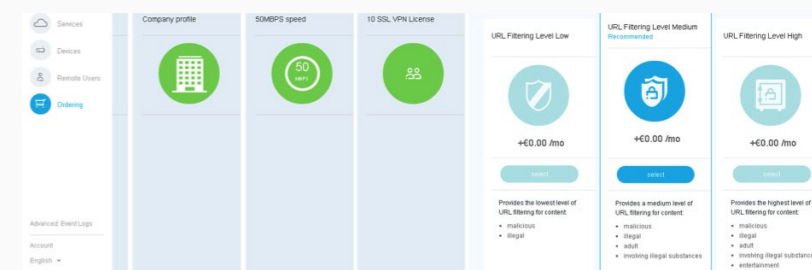 Services
Devices
Remote Users
Ordering
Advanced: Event Logs
Account
English
Company profile
50MBPS speed
50
MBPS
10 SSL VPN License
URL Filtering Level Low
+€0.00 /mo
select
Provides the lowest level of
URL filtering for content:
malicious
illegal
URL Filtering Level Medium
Recommended
+€0.00 /mo
select
Provides a medium level of
URL filtering for content:
malicious
illegal
adult
involving illegal substances
URL Filtering Level High
+€0.00 /mo
select
Provides the highest level of
URL filtering for content:
malicious
illegal
adult
involving illegal substanc
entertainment